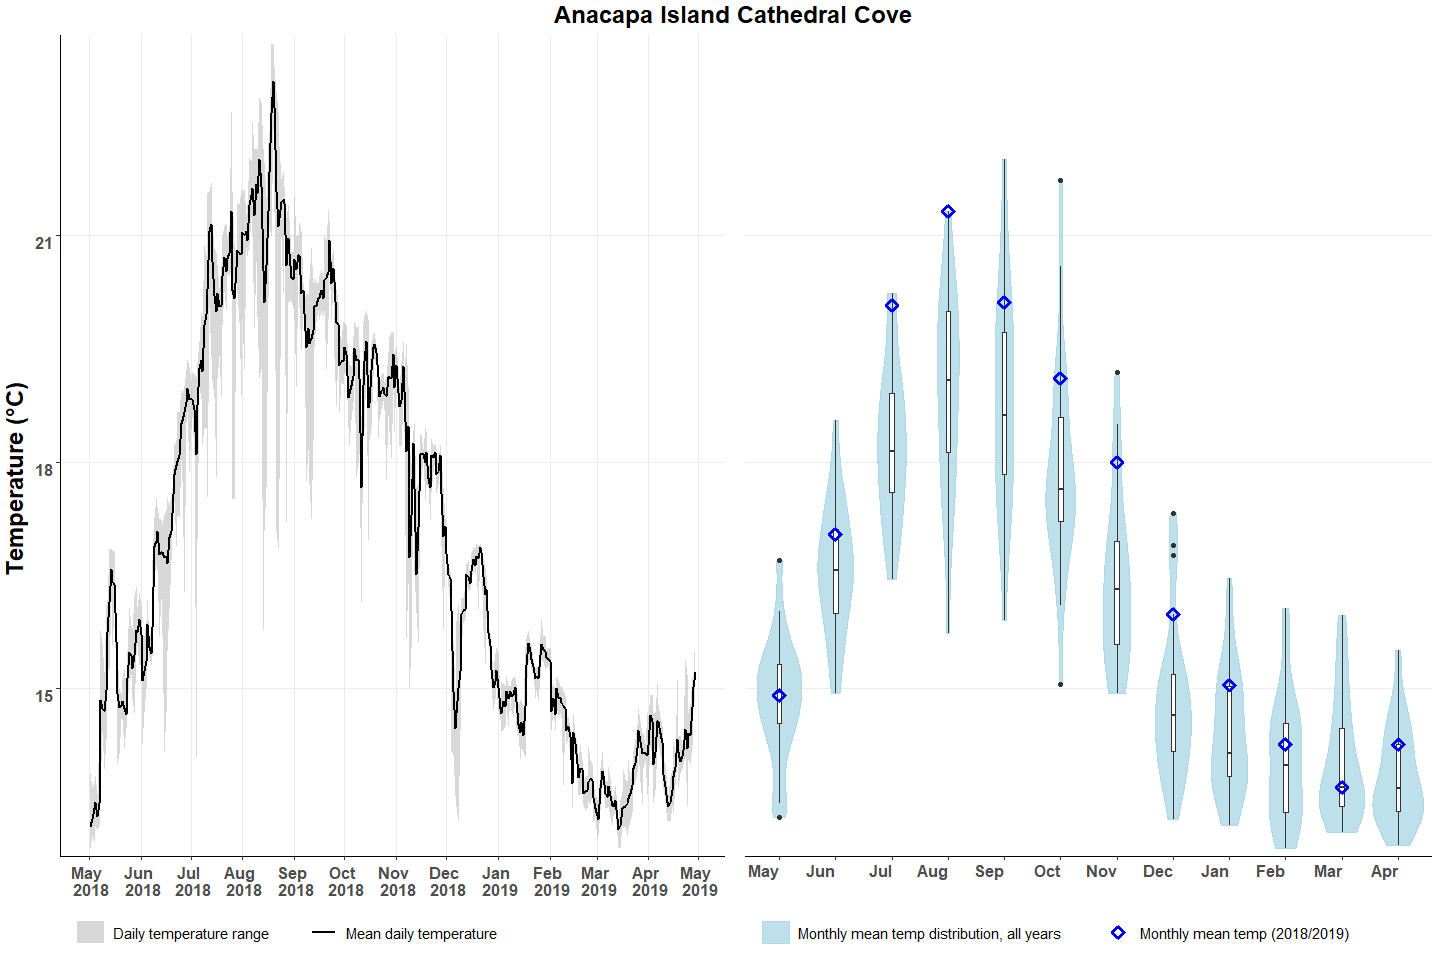 Anacapa Island Cathedral Cove
Temperature (°C)
21
18
15
May Jun Jul Aug Sep Oct Nov Dec Jan Feb Mar Apr May
2018 2018 2018 2018 2018 2018 2018 2018 2019 2019 2019 2019 2019
May Jun Jul Aug Sep Oct Nov Dec Jan Feb Mar Apr
Daily temperature range Mean daily temperature
Monthly mean temp distribution, all years Monthly mean temp (2018/2019)